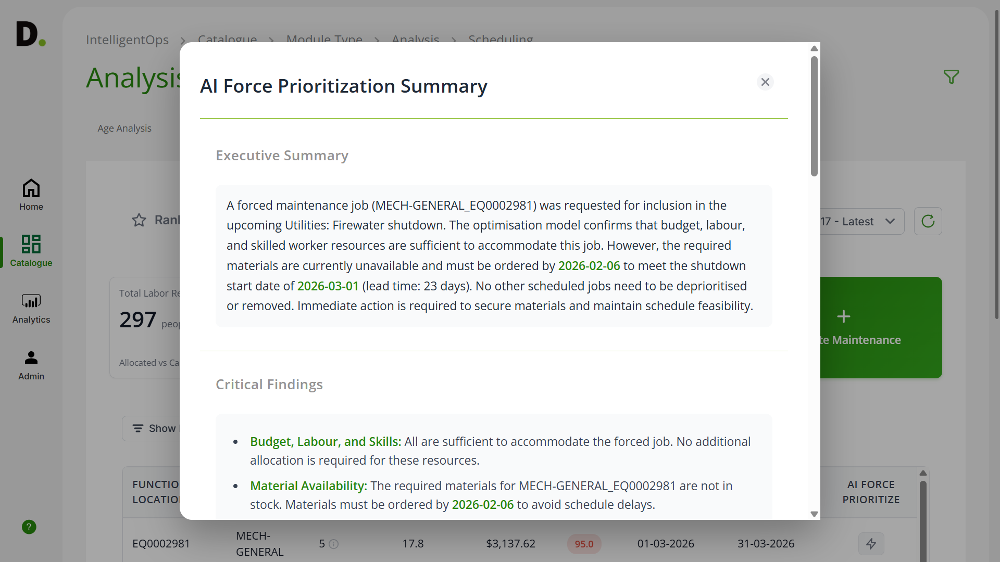 D.
IntelligentOps > Catalogue > Module Type > Analysis > Scheduling
Analysis
Age Analysis
Home
Catalogue
Analytics
Admin
?
AI Force Prioritization Summary
Executive Summary
A forced maintenance job (MECH-GENERAL_EQ0002981) was requested for inclusion in the
upcoming Utilities: Firewater shutdown. The optimisation model confirms that budget, labour,
and skilled worker resources are sufficient to accommodate this job. However, the required
materials are currently unavailable and must be ordered by 2026-02-06 to meet the shutdown
start date of 2026-03-01 (lead time: 23 days). No other scheduled jobs need to be deprioritised
or removed. Immediate action is required to secure materials and maintain schedule feasibility.
Critical Findings
• Budget, Labour, and Skills: All are sufficient to accommodate the forced job. No additional
allocation is required for these resources.
• Material Availability: The required materials for MECH-GENERAL_EQ0002981 are not in
stock. Materials must be ordered by 2026-02-06 to avoid schedule delays.
17 - Latest
Total Labor
297
Allocated vs
Maintenance
Show
LOCATION
AI FORCE
PRIORITIZE
EQ0002981
MECH-
GENERAL
5
17.8
$3,137.62
95.0
01-03-2026
31-03-2026